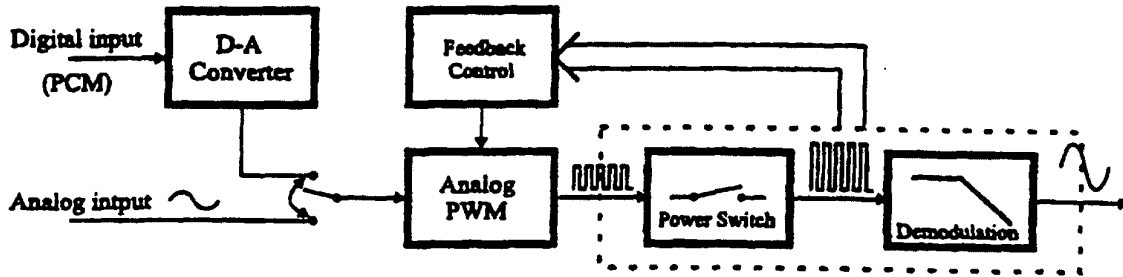 Digital input
(PCM)
D-A
Converter
Feedback
Control
Analog intput
Analog
PWM
Power Switch
Demodulation